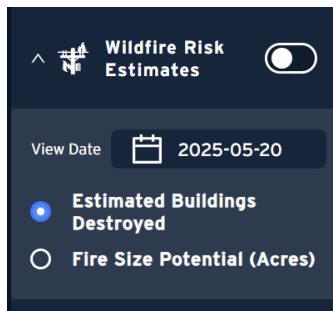 Wildfire Risk
Estimates
View Date 2025-05-20
Estimated Buildings
Destroyed
Fire Size Potential (Acres)